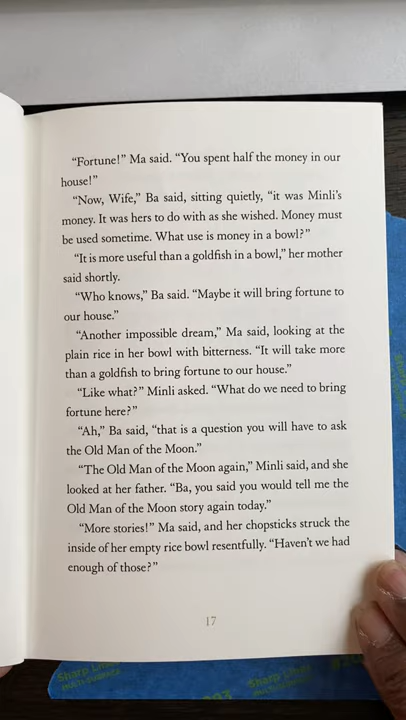 “Fortune!” Ma said. “You spent half the money in our
house!”
“Now, Wife,” Ba said, sitting quietly, “it was Minli’s
money. It was hers to do with as she wished. Money must
be used sometime. What use is money in a bowl?”
“It is more useful than a goldfish in a bowl,” her mother
said shortly.
“Who knows,” Ba said. “Maybe it will bring fortune to
our house.”
“Another impossible dream,” Ma said, looking at the
plain rice in her bowl with bitterness. “It will take more
than a goldfish to bring fortune to our house.”
“Like what?” Minli asked. “What do we need to bring
fortune here?”
“Ah,” Ba said, “that is a question you will have to ask
the Old Man of the Moon.”
“The Old Man of the Moon again,” Minli said, and she
looked at her father. “Ba, you said you would tell me the
Old Man of the Moon story again today.”
“More stories!” Ma said, and her chopsticks struck the
inside of her empty rice bowl resentfully. “Haven’t we had
enough of those?”
17
Sharp Lines
MULTI-SURFACE
Sharp Lines
MULTI-SURFACE